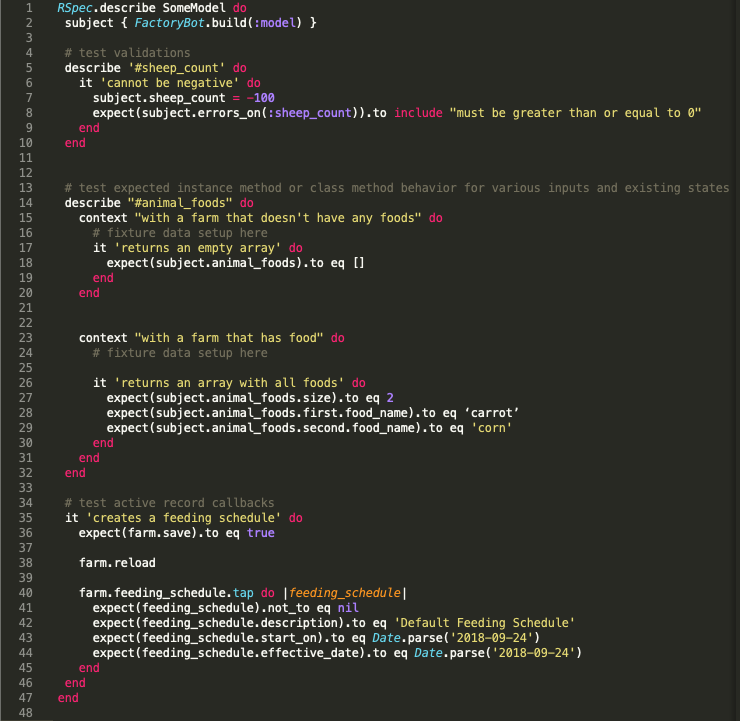 1 RSpec.describe SomeModel do
2 subject { FactoryBot.build(:model) }
3
4 # test validations
5 describe '#sheep_count' do
6 it 'cannot be negative' do
7 subject.sheep_count = -100
8 expect(subject.errors_on(:sheep_count)).to include "must be greater than or equal to 0"
9 end
10 end
11
12
13 # test expected instance method or class method behavior for various inputs and existing states
14 describe "#animal_foods" do
15 context "with a farm that doesn't have any foods" do
16 # fixture data setup here
17 it 'returns an empty array' do
18 expect(subject.animal_foods).to eq []
19 end
20 end
21
22
23 context "with a farm that has food" do
24 # fixture data setup here
25
26 it 'returns an array with all foods' do
27 expect(subject.animal_foods.size).to eq 2
28 expect(subject.animal_foods.first.food_name).to eq ‘carrot’
29 expect(subject.animal_foods.second.food_name).to eq 'corn'
30 end
31 end
32 end
33
34 # test active record callbacks
35 it 'creates a feeding schedule' do
36 expect(farm.save).to eq true
37
38 farm.reload
39
40 farm.feeding_schedule.tap do |feeding_schedule|
41 expect(feeding_schedule).not_to eq nil
42 expect(feeding_schedule.description).to eq 'Default Feeding Schedule'
43 expect(feeding_schedule.start_on).to eq Date.parse('2018-09-24')
44 expect(feeding_schedule.effective_date).to eq Date.parse('2018-09-24')
45 end
46 end
47 end
48